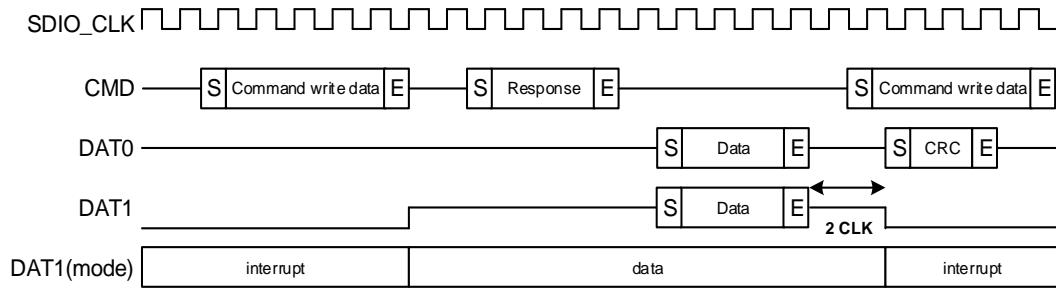 SDIO_CLK
CMD S Command write data E S Response E S Command write data E
DAT0 S Data E S CRC E
DAT1 S Data E
2 CLK
DAT1(mode) interrupt data interrupt